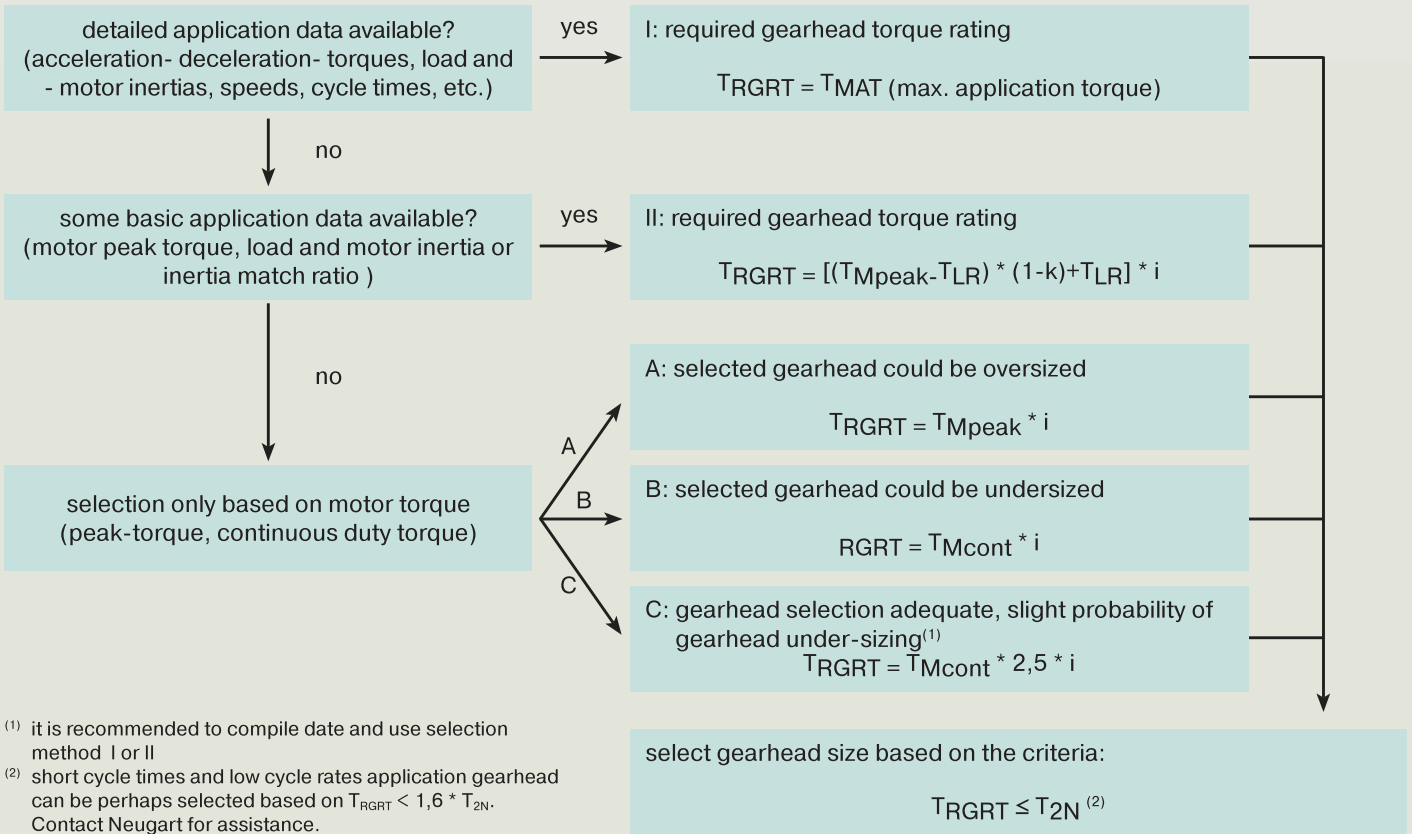 detailed application data available?
(acceleration- deceleration- torques, load and
- motor inertias, speeds, cycle times, etc.)
yes
I: required gearhead torque rating
TRGRT = TMAT (max. application torque)
no
some basic application data available?
(motor peak torque, load and motor inertia or
inertia match ratio )
yes
II: required gearhead torque rating
TRGRT = [(TMpeak-TLR) * (1-k)+TLR] * i
no
A: selected gearhead could be oversized
TRGRT = TMpeak * i
A
selection only based on motor torque
(peak-torque, continuous duty torque)
B
B: selected gearhead could be undersized
RGRT = TMcont * i
C
C: gearhead selection adequate, slight probability of
gearhead under-sizing(1)
TRGRT = TMcont * 2,5 * i
(1) it is recommended to compile date and use selection
method I or II
(2) short cycle times and low cycle rates application gearhead
can be perhaps selected based on TRGRT < 1,6 * T2N.
Contact Neugart for assistance.
select gearhead size based on the criteria:
TRGRT ≤ T2N (2)